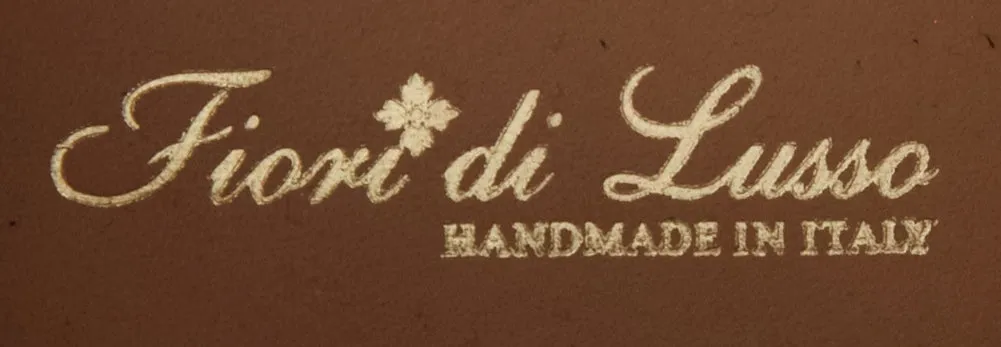 Fiori di Lusso
HANDMADE IN ITALY